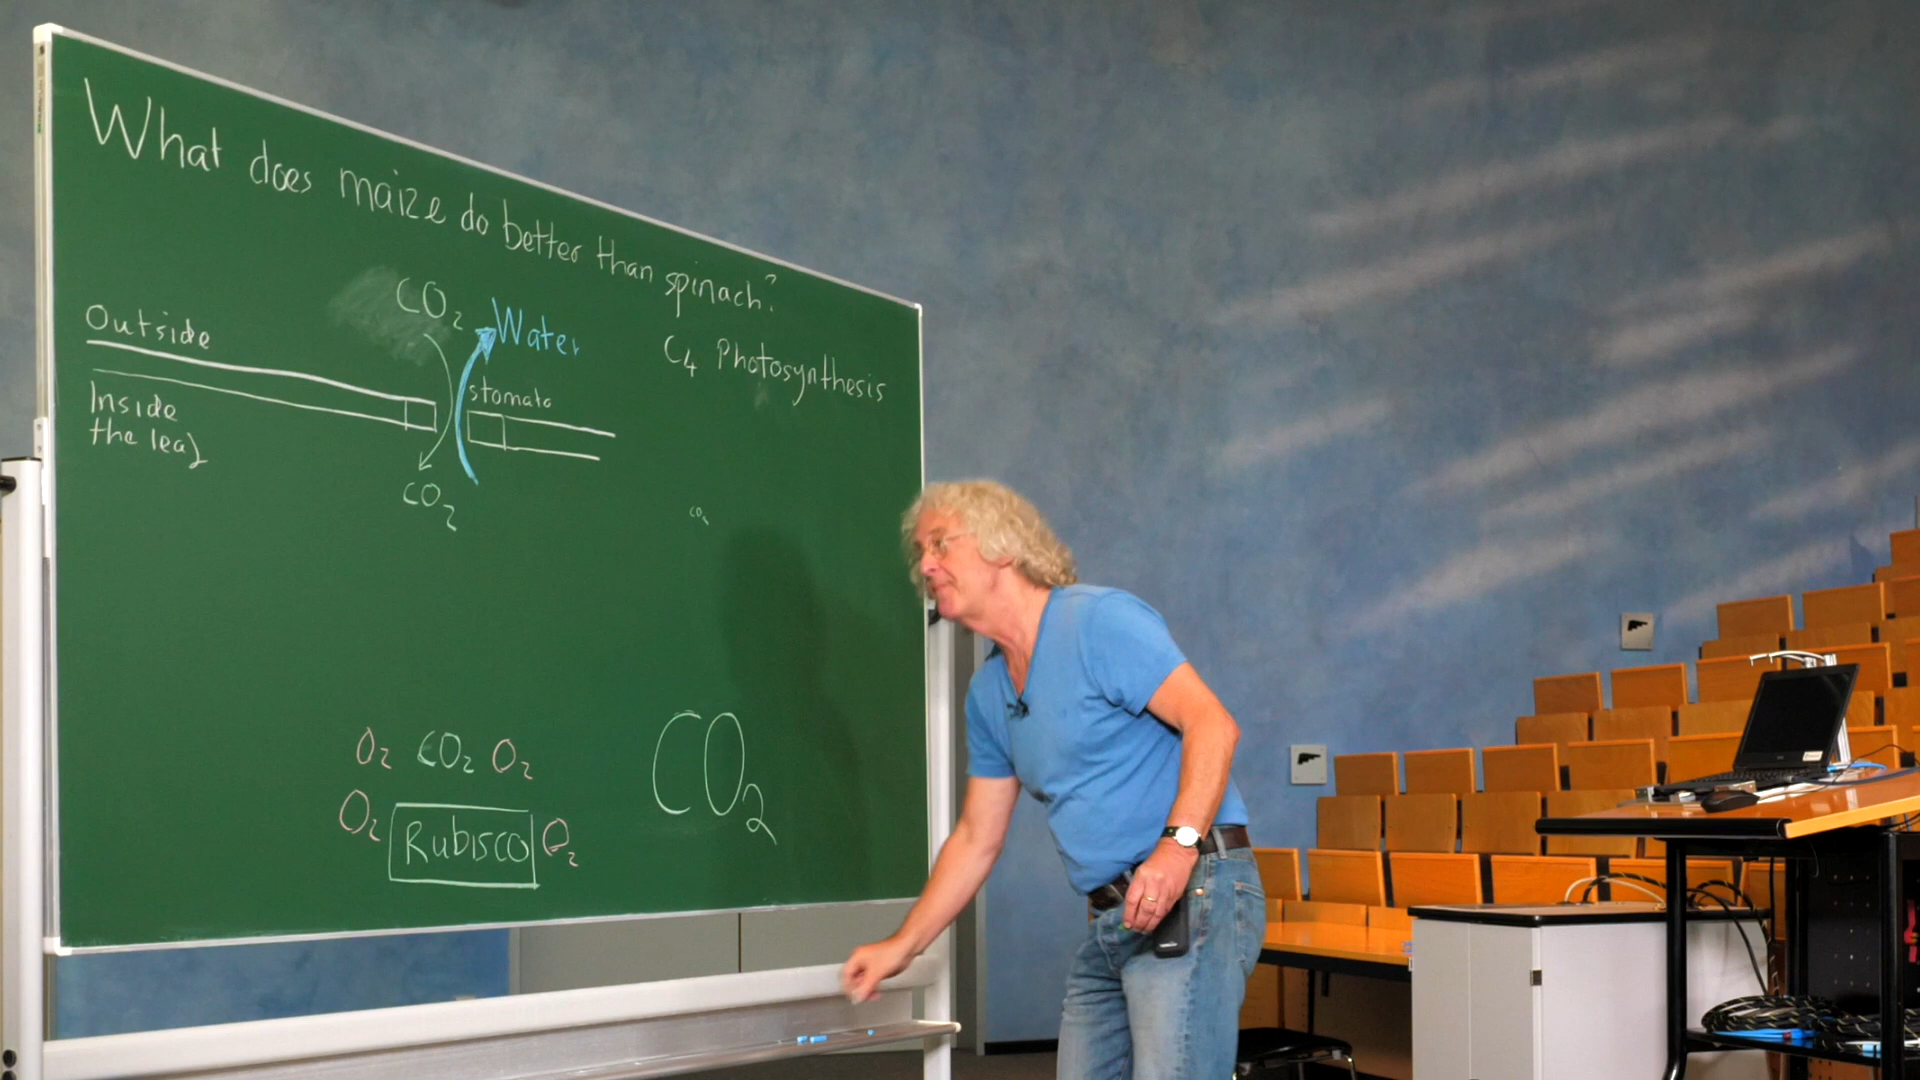 What does maize do better than spinach?
CO2
Water
Outside
C4 Photosynthesis
stomata
Inside
the leaf
CO2
CO2
O2 CO2 O2
CO2
O2 Rubisco O2